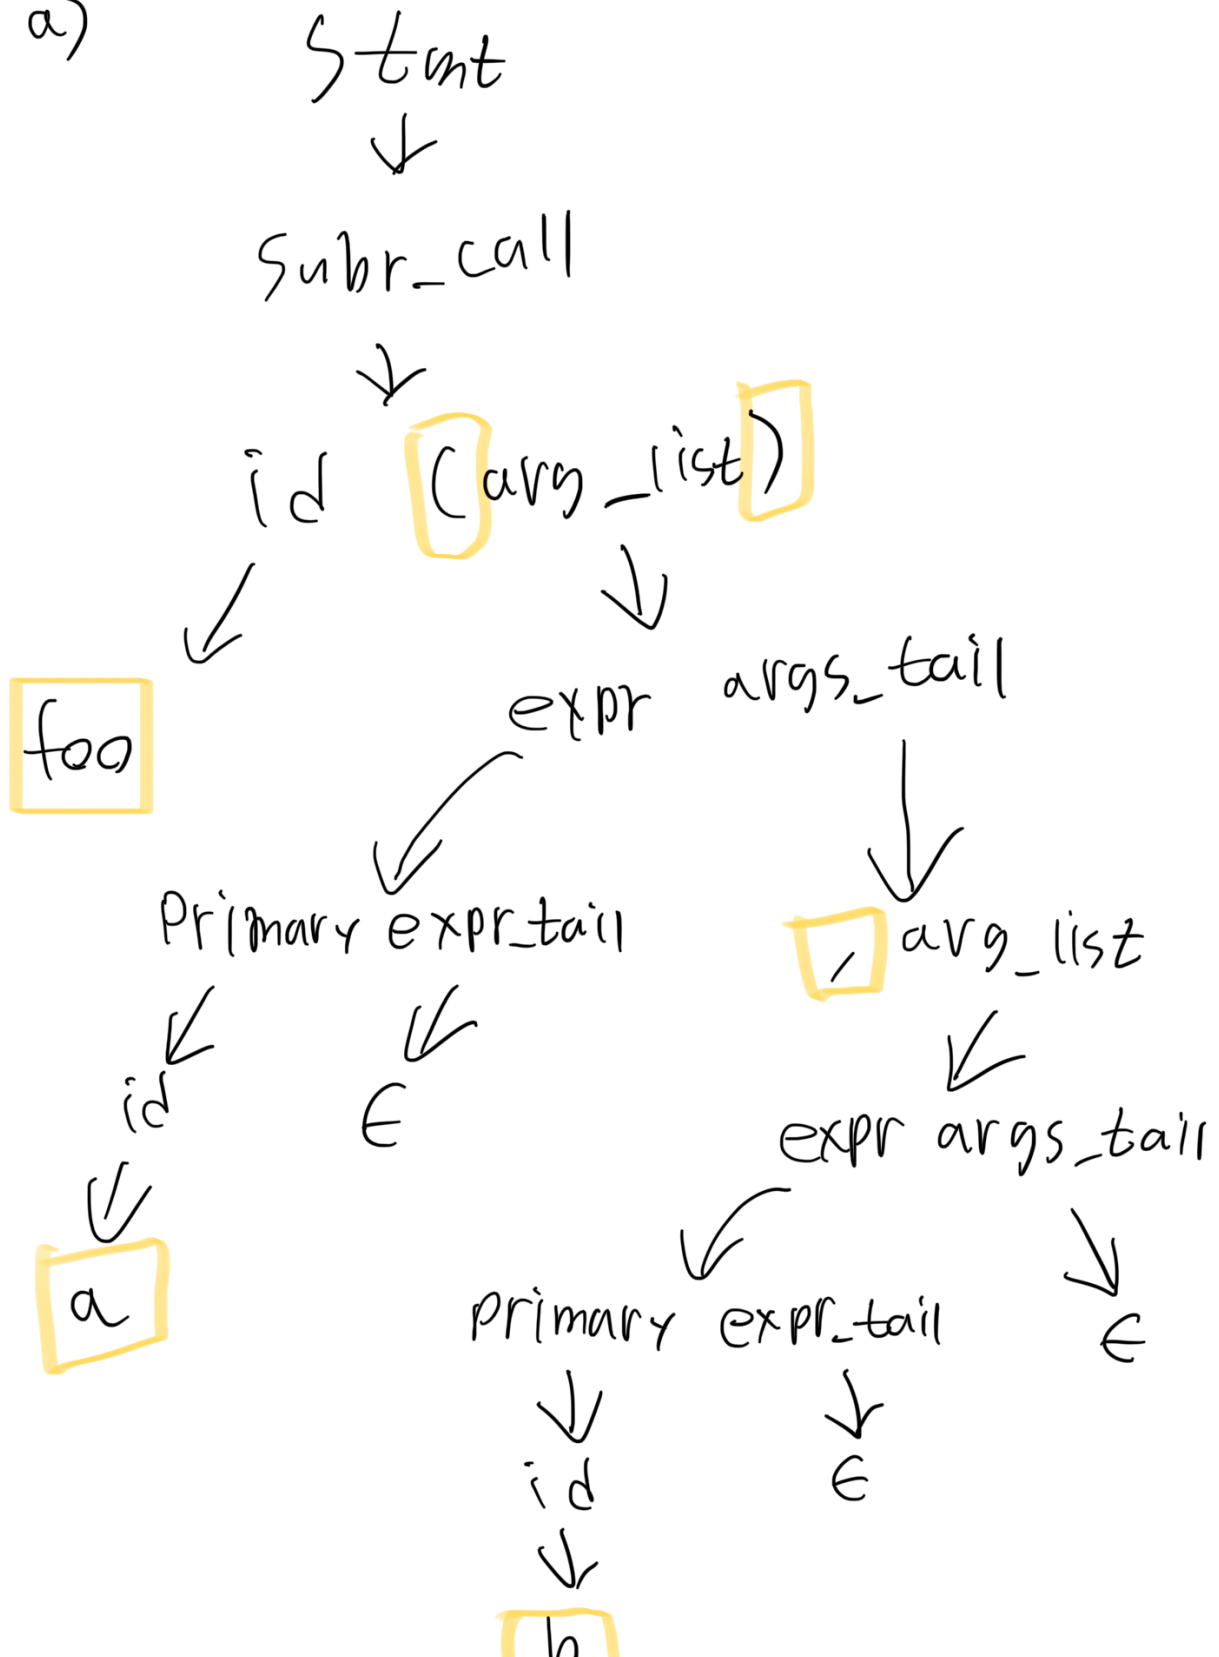 a)
Stmt
Subr_call
id (arg_list)
foo
expr args_tail
Primary expr_tail
, arg_list
id ϵ
expr args_tail
a
primary expr_tail ϵ
id ϵ